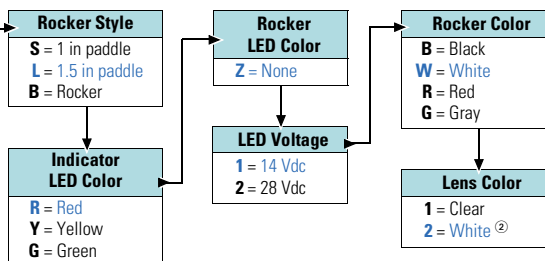 Rocker Style
S = 1 in paddle
L = 1.5 in paddle
B = Rocker
Indicator
LED Color
R = Red
Y = Yellow
G = Green
Rocker
LED Color
Z = None
LED Voltage
1 = 14 Vdc
2 = 28 Vdc
Rocker Color
B = Black
W = White
R = Red
G = Gray
Lens Color
1 = Clear
2 = White ②